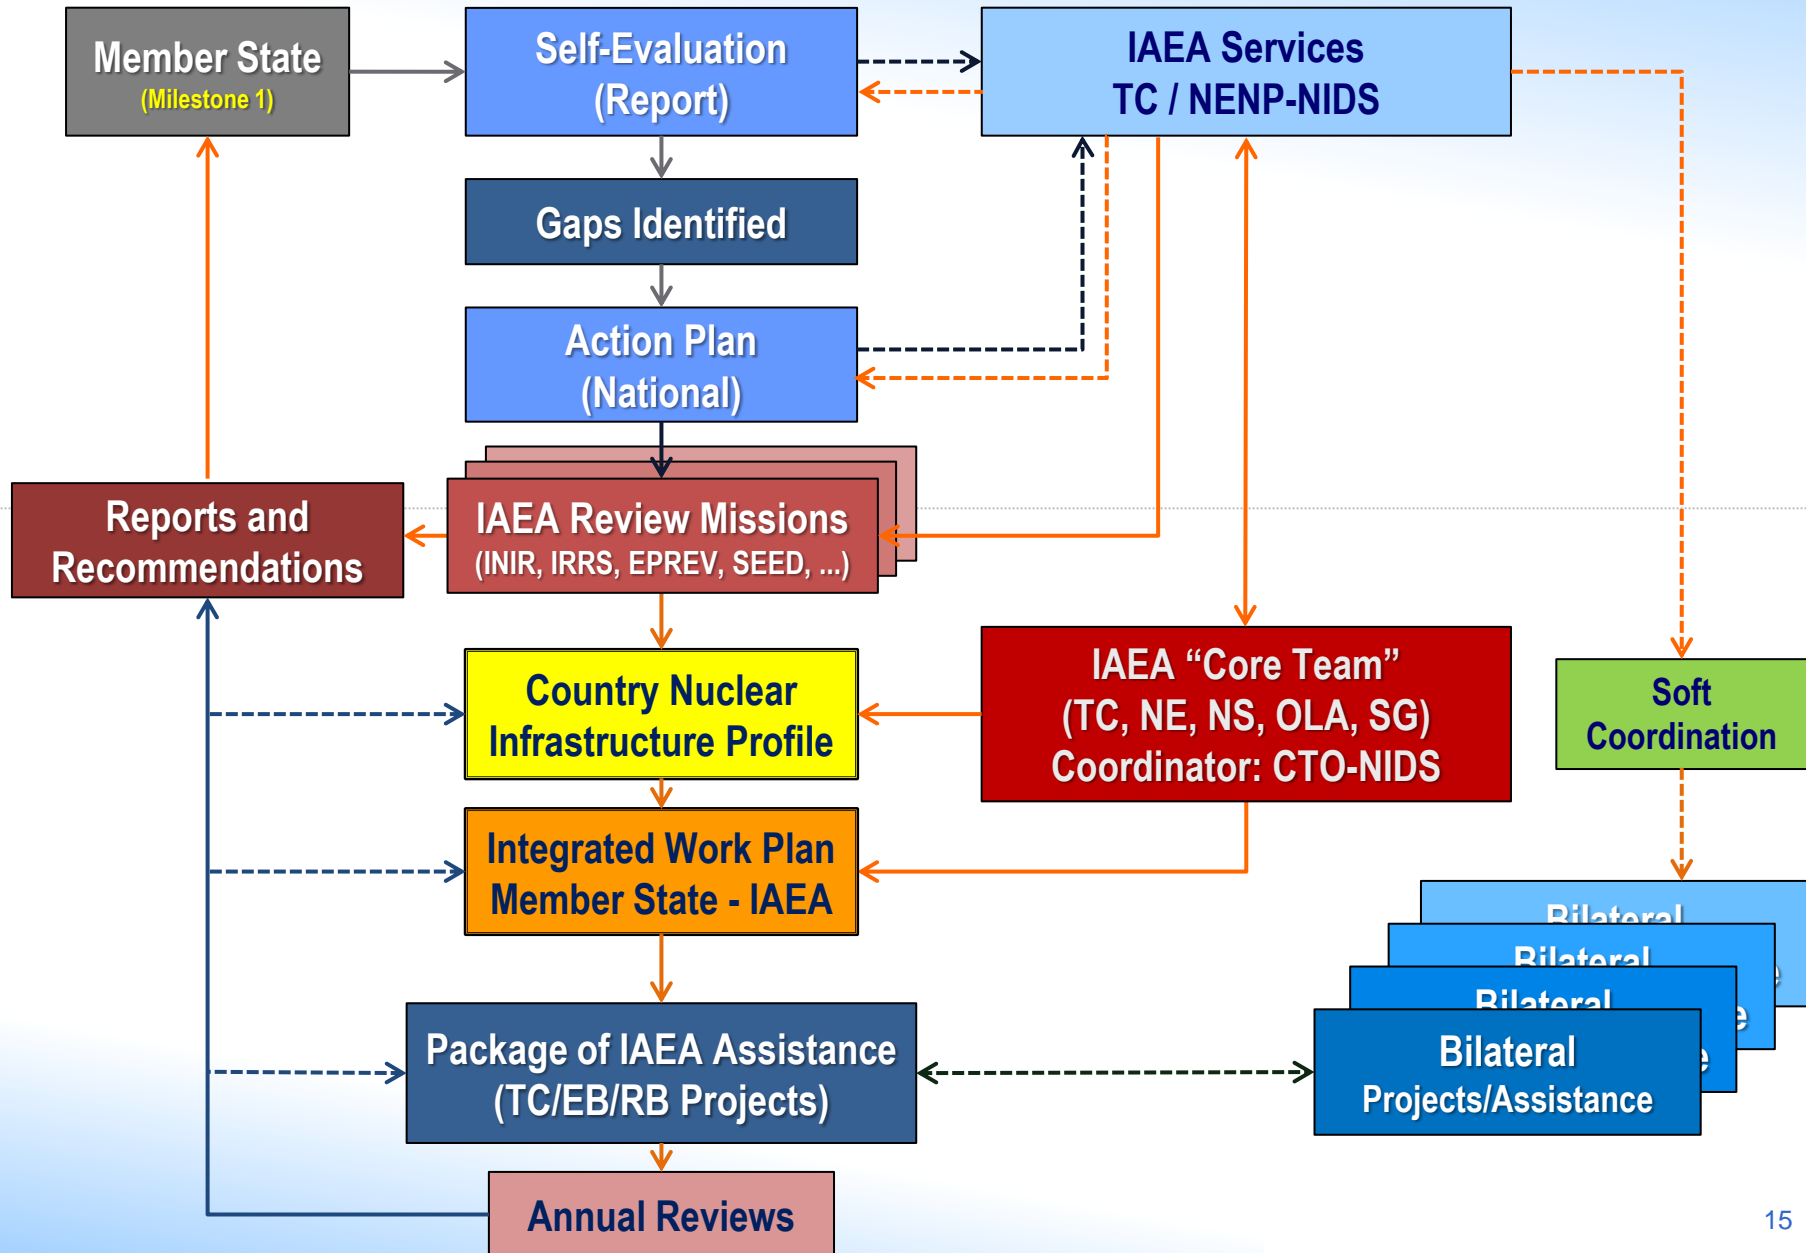 Member State
(Milestone 1)
Self-Evaluation
(Report)
IAEA Services
TC / NENP-NIDS
Gaps Identified
Action Plan
(National)
Reports and
Recommendations
IAEA Review Missions
(INIR, IRRS, EPREV, SEED, ...)
Country Nuclear
Infrastructure Profile
IAEA “Core Team”
(TC, NE, NS, OLA, SG)
Coordinator: CTO-NIDS
Soft
Coordination
Integrated Work Plan
Member State - IAEA
Bilateral
Bilateral
Bilateral
Bilateral
Projects/Assistance
Package of IAEA Assistance
(TC/EB/RB Projects)
Annual Reviews
15